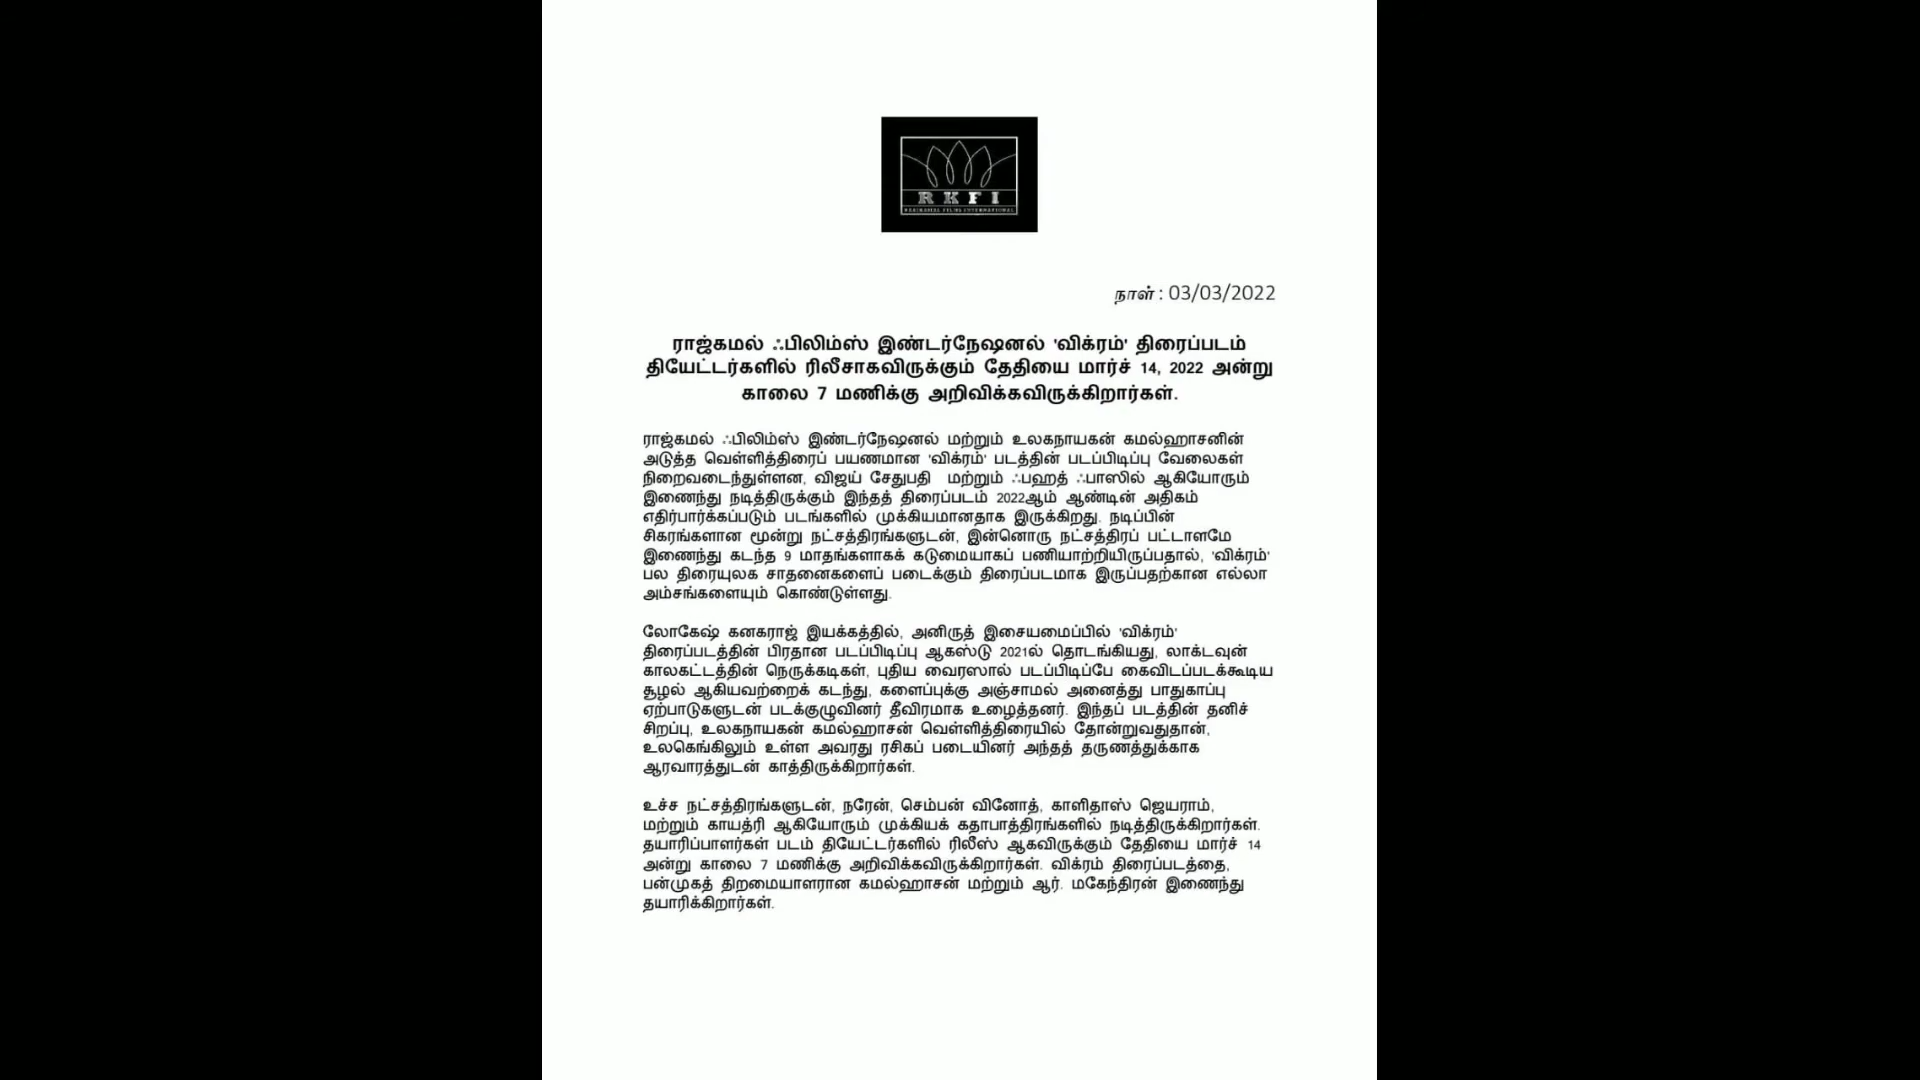 RKFI
RAJKAMAL FILMS INTERNATIONAL
நாள் : 03/03/2022
ராஜ்கமல் ஃபிலிம்ஸ் இண்டர்நேஷனல் 'விக்ரம்' திரைப்படம்
தியேட்டர்களில் ரிலீசாகவிருக்கும் தேதியை மார்ச் 14, 2022 அன்று
காலை 7 மணிக்கு அறிவிக்கவிருக்கிறார்கள்.
ராஜ்கமல் ஃபிலிம்ஸ் இண்டர்நேஷனல் மற்றும் உலகநாயகன் கமல்ஹாசனின்
அடுத்த வெள்ளித்திரைப் பயணமான 'விக்ரம்' படத்தின் படப்பிடிப்பு வேலைகள்
நிறைவடைந்துள்ளன, விஜய் சேதுபதி மற்றும் ஃபஹத் ஃபாஸில் ஆகியோரும்
இணைந்து நடித்திருக்கும் இந்தத் திரைப்படம் 2022ஆம் ஆண்டின் அதிகம்
எதிர்பார்க்கப்படும் படங்களில் முக்கியமானதாக இருக்கிறது. நடிப்பின்
சிகரங்களான மூன்று நட்சத்திரங்களுடன், இன்னொரு நட்சத்திரப் பட்டாளமே
இணைந்து கடந்த 9 மாதங்களாகக் கடுமையாகப் பணியாற்றியிருப்பதால், 'விக்ரம்'
பல திரையுலக சாதனைகளைப் படைக்கும் திரைப்படமாக இருப்பதற்கான எல்லா
அம்சங்களையும் கொண்டுள்ளது.
லோகேஷ் கனகராஜ் இயக்கத்தில், அனிருத் இசையமைப்பில் 'விக்ரம்'
திரைப்படத்தின் பிரதான படப்பிடிப்பு ஆகஸ்டு 2021ல் தொடங்கியது, லாக்டவுன்
காலகட்டத்தின் நெருக்கடிகள், புதிய வைரஸால் படப்பிடிப்பே கைவிடப்படக்கூடிய
சூழல் ஆகியவற்றைக் கடந்து, களைப்புக்கு அஞ்சாமல் அனைத்து பாதுகாப்பு
ஏற்பாடுகளுடன் படக்குழுவினர் தீவிரமாக உழைத்தனர். இந்தப் படத்தின் தனிச்
சிறப்பு, உலகநாயகன் கமல்ஹாசன் வெள்ளித்திரையில் தோன்றுவதுதான்,
உலகெங்கிலும் உள்ள அவரது ரசிகப் படையினர் அந்தத் தருணத்துக்காக
ஆரவாரத்துடன் காத்திருக்கிறார்கள்.
உச்ச நட்சத்திரங்களுடன், நரேன், செம்பன் வினோத், காளிதாஸ் ஜெயராம்,
மற்றும் காயத்ரி ஆகியோரும் முக்கியக் கதாபாத்திரங்களில் நடித்திருக்கிறார்கள்.
தயாரிப்பாளர்கள் படம் தியேட்டர்களில் ரிலீஸ் ஆகவிருக்கும் தேதியை மார்ச் 14
அன்று காலை 7 மணிக்கு அறிவிக்கவிருக்கிறார்கள். விக்ரம் திரைப்படத்தை,
பன்முகத் திறமையாளரான கமல்ஹாசன் மற்றும் ஆர். மகேந்திரன் இணைந்து
தயாரிக்கிறார்கள்.